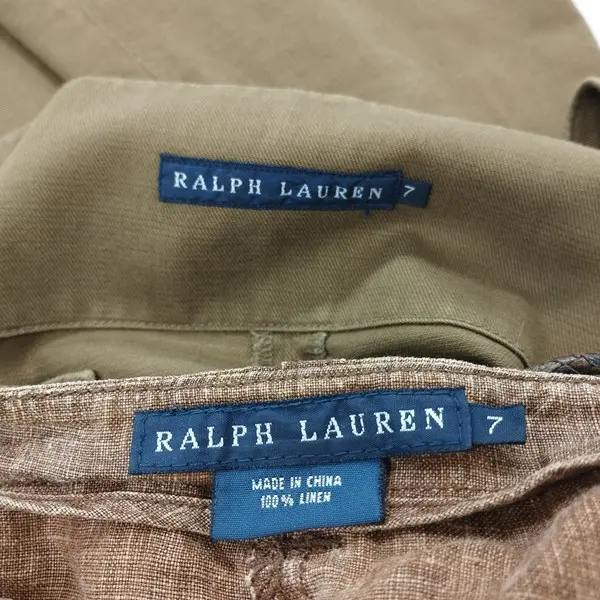 RALPH LAUREN 7
RALPH LAUREN 7
MADE IN CHINA
100% LINEN